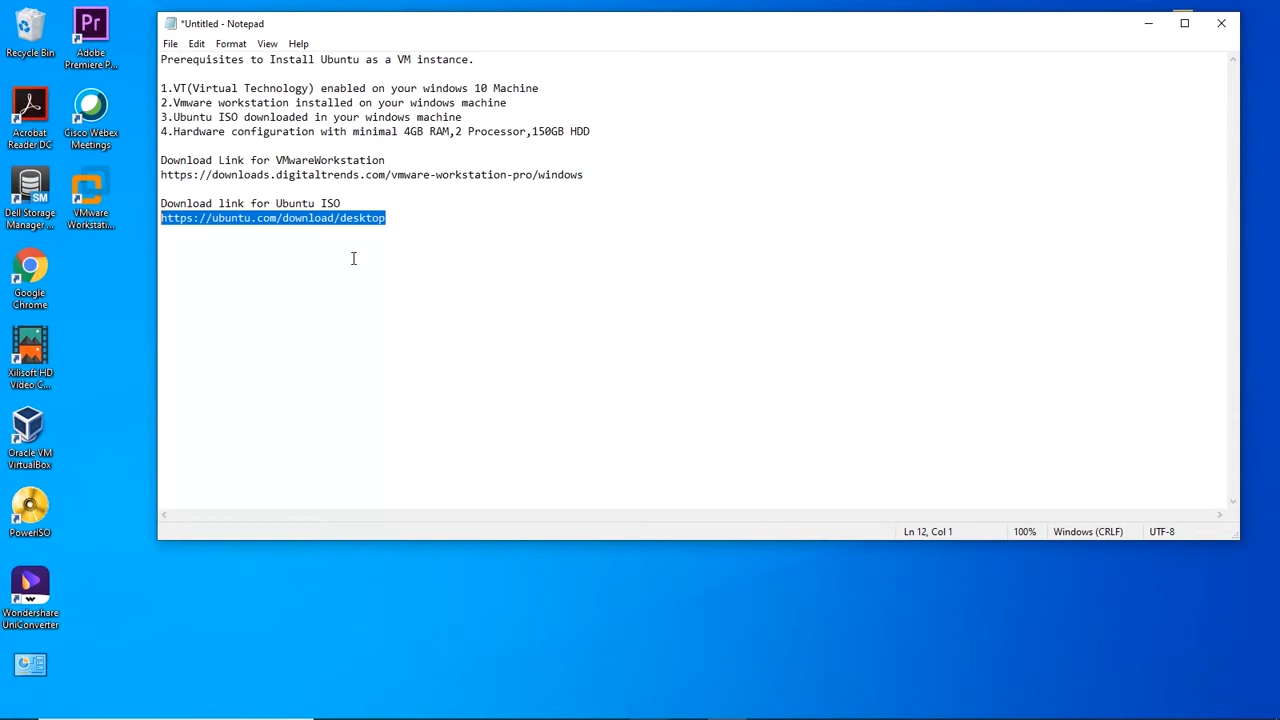 *Untitled - Notepad
File Edit Format View Help
Prerequisites to Install Ubuntu as a VM instance.
1.VT(Virtual Technology) enabled on your windows 10 Machine
2.Vmware workstation installed on your windows machine
3.Ubuntu ISO downloaded in your windows machine
4.Hardware configuration with minimal 4GB RAM,2 Processor,150GB HDD
Download Link for VMwareWorkstation
https://downloads.digitaltrends.com/vmware-workstation-pro/windows
Download link for Ubuntu ISO
https://ubuntu.com/download/desktop
Ln 12, Col 1 100% Windows (CRLF) UTF-8
Recycle Bin
Pr
Adobe
Premiere P...
Acrobat
Reader DC
Cisco Webex
Meetings
SM
Dell Storage
Manager ...
VMware
Workstati...
Google
Chrome
Xilisoft HD
Video C...
Oracle VM
VirtualBox
PowerISO
Wondershare
UniConverter